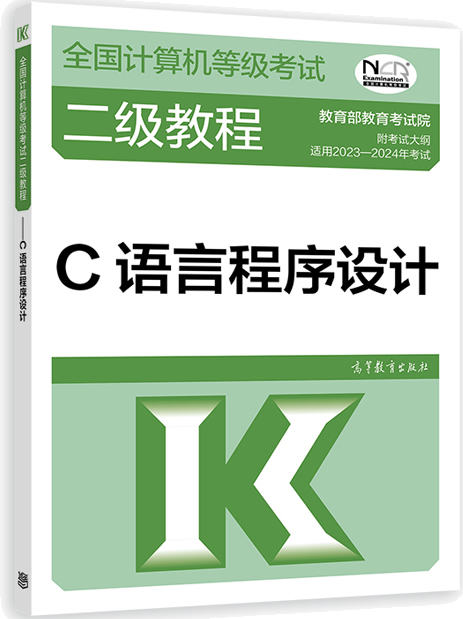 全国计算机等级考试
NCR
Examination
二级教程
教育部教育考试院
附考试大纲
适用2023—2024年考试
C 语言程序设计
高等教育出版社
K
全国计算机等级考试二级教程——C 语言程序设计